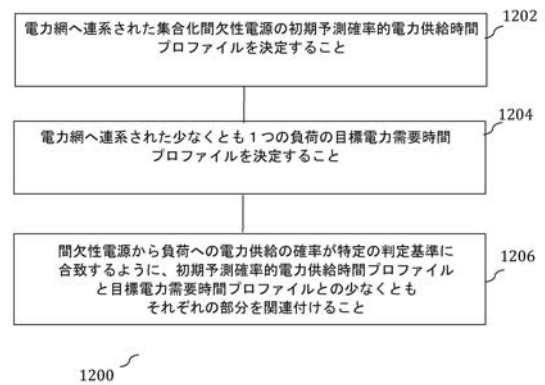 電力網へ連系された集合化間欠性電源の初期予測確率的電力供給時間
プロファイルを決定すること
1202
電力網へ連系された少なくとも1つの負荷の目標電力需要時間
プロファイルを決定すること
1204
間欠性電源から負荷への電力供給の確率が特定の判定基準に
合致するように、初期予測確率的電力供給時間プロファイル
と目標電力需要時間プロファイルとの少なくとも
それぞれの部分を関連付けること
1206
1200